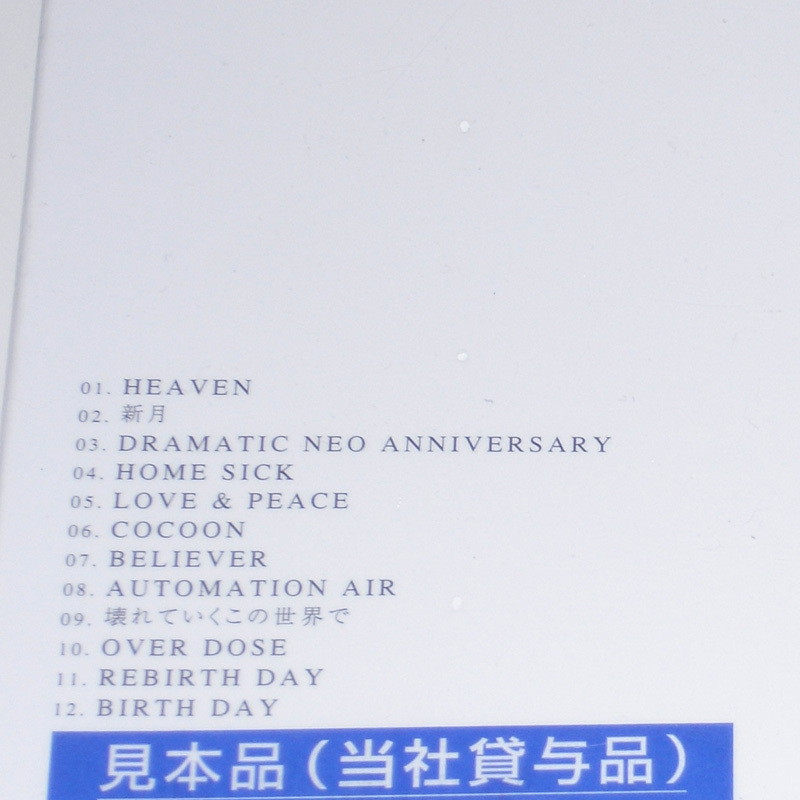 01. HEAVEN
02. 新月
03. DRAMATIC NEO ANNIVERSARY
04. HOME SICK
05. LOVE & PEACE
06. COCOON
07. BELIEVER
08. AUTOMATION AIR
09. 壊れていくこの世界で
10. OVER DOSE
11. REBIRTH DAY
12. BIRTH DAY
見本品(当社貸与品)